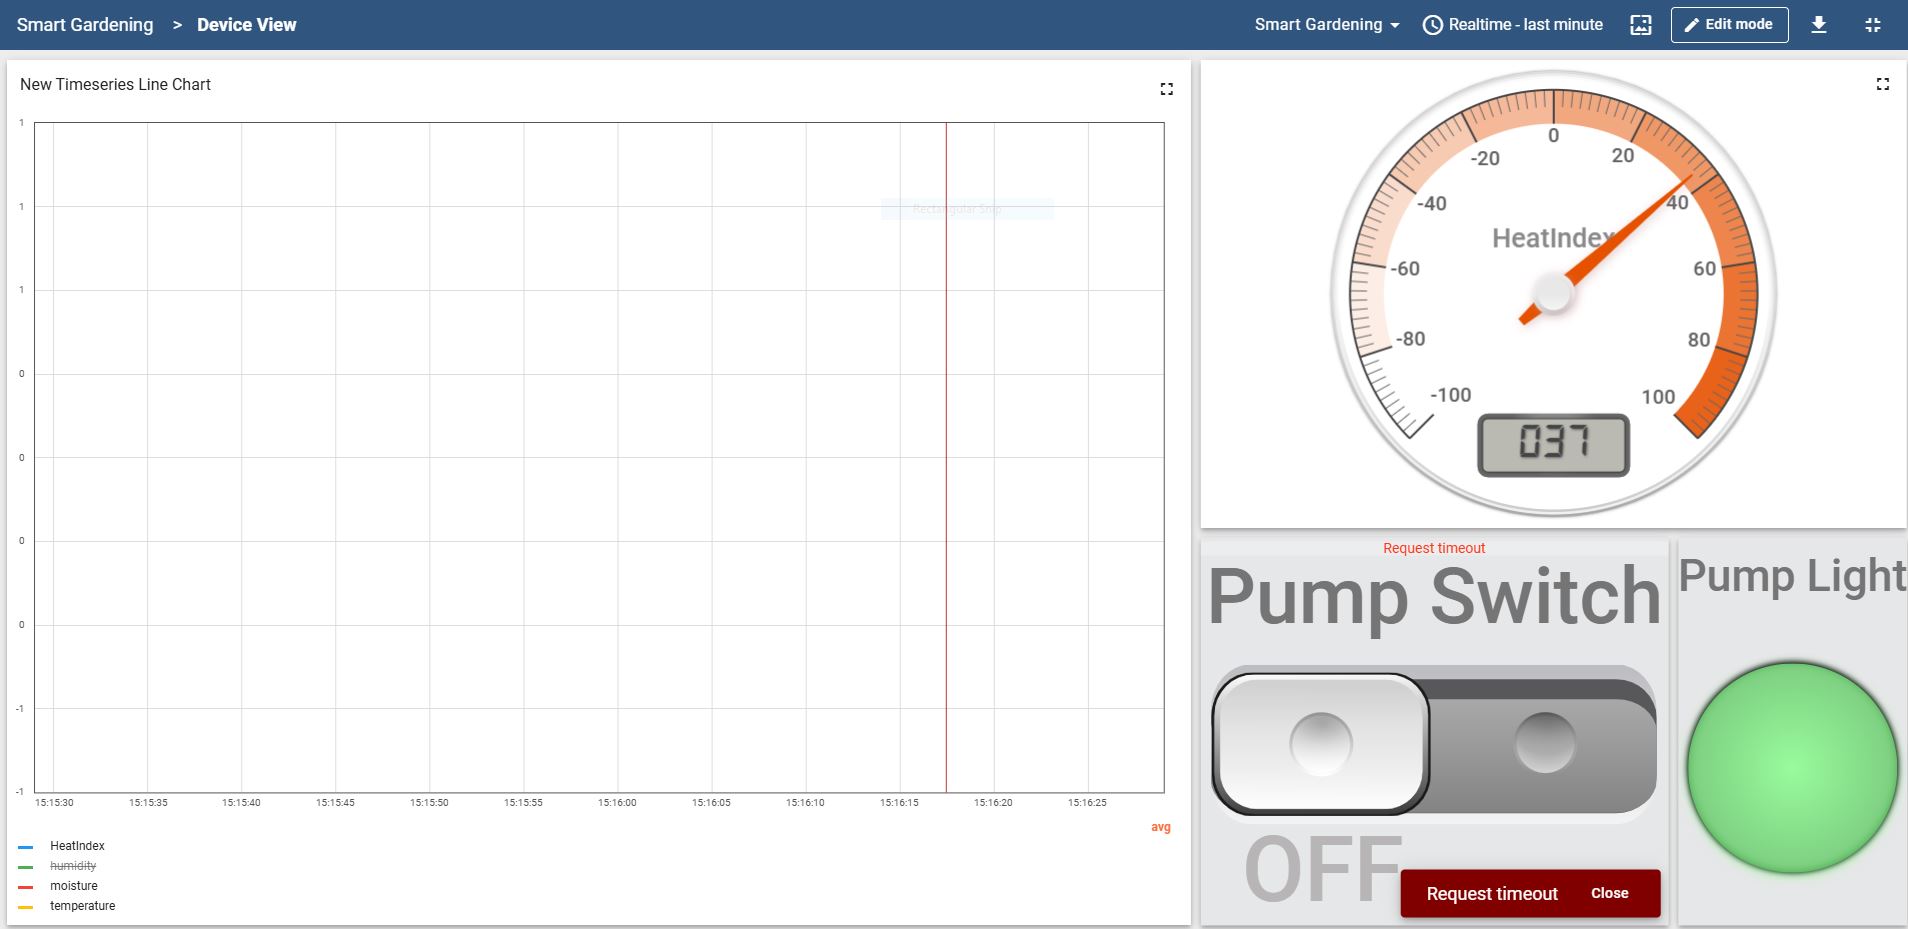 Smart Gardening > Device View
Smart Gardening
Realtime - last minute
Edit mode
New Timeseries Line Chart
1
1
1
0
0
0
0
-1
-1
Rectangular Snip
15:15:30 15:15:35 15:15:40 15:15:45 15:15:50 15:15:55 15:16:00 15:16:05 15:16:10 15:16:15 15:16:20 15:16:25
avg
HeatIndex
humidity
moisture
temperature
0
-20 20
-40 40
HeatIndex
-60 60
-80 80
-100 100
037
Request timeout
Pump Switch
OFF
Request timeout Close
Pump Light